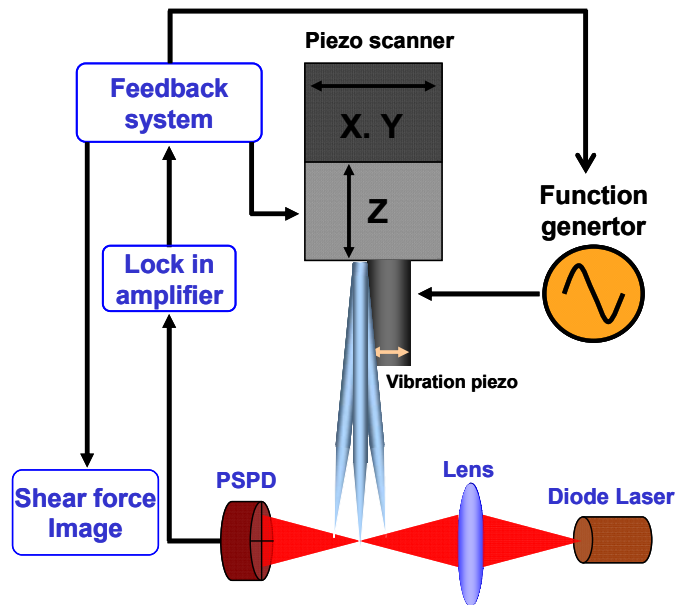 Piezo scanner
Feedback
system
X. Y
Z
Function
genertor
Lock in
amplifier
Vibration piezo
PSPD
Lens
Diode Laser
Shear force
Image